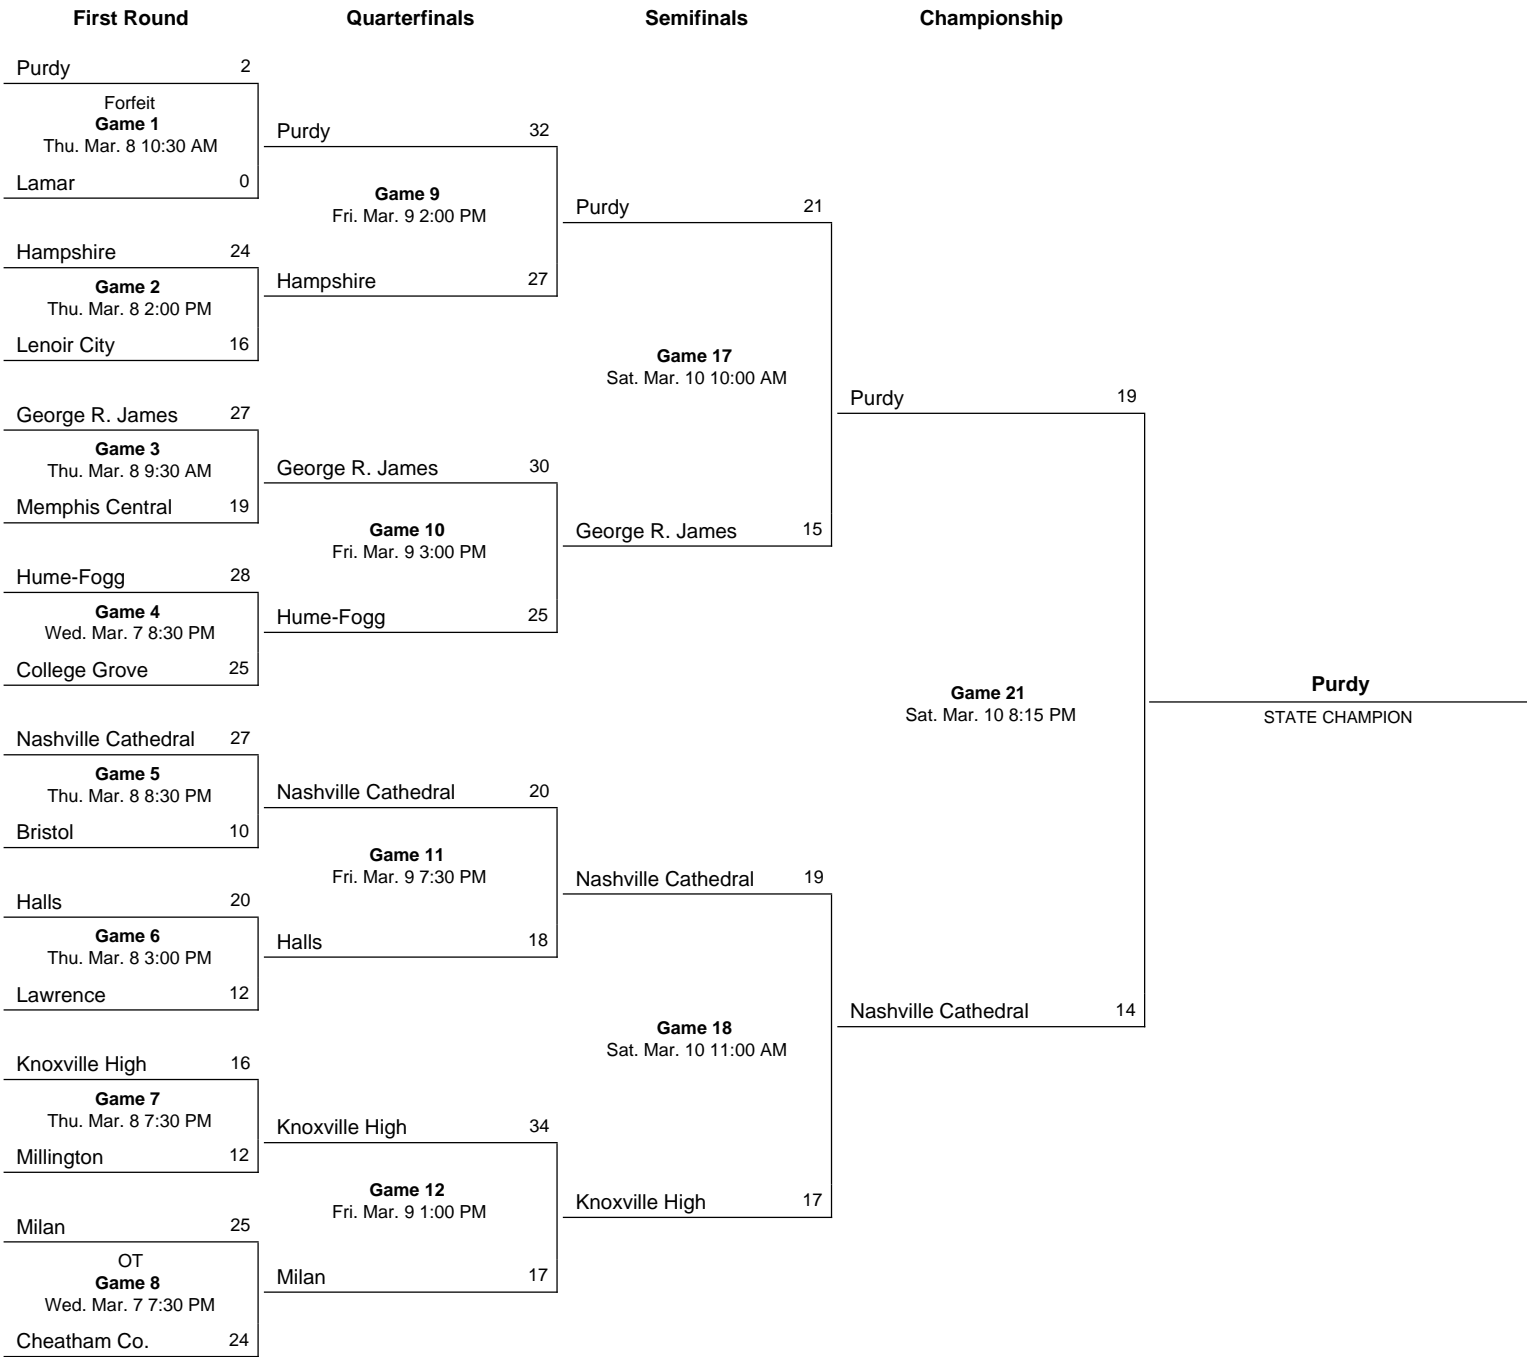 First Round
Quarterfinals
Semifinals
Championship
Purdy 2
Forfeit
Game 1
Thu. Mar. 8 10:30 AM
Lamar 0
Hampshire 24
Game 2
Thu. Mar. 8 2:00 PM
Lenoir City 16
George R. James 27
Game 3
Thu. Mar. 8 9:30 AM
Memphis Central 19
Hume-Fogg 28
Game 4
Wed. Mar. 7 8:30 PM
College Grove 25
Nashville Cathedral 27
Game 5
Thu. Mar. 8 8:30 PM
Bristol 10
Halls 20
Game 6
Thu. Mar. 8 3:00 PM
Lawrence 12
Knoxville High 16
Game 7
Thu. Mar. 8 7:30 PM
Millington 12
Milan 25
OT
Game 8
Wed. Mar. 7 7:30 PM
Cheatham Co. 24
Purdy 32
Game 9
Fri. Mar. 9 2:00 PM
Hampshire 27
George R. James 30
Game 10
Fri. Mar. 9 3:00 PM
Hume-Fogg 25
Nashville Cathedral 20
Game 11
Fri. Mar. 9 7:30 PM
Halls 18
Knoxville High 34
Game 12
Fri. Mar. 9 1:00 PM
Milan 17
Purdy 21
Game 17
Sat. Mar. 10 10:00 AM
George R. James 15
Nashville Cathedral 19
Game 18
Sat. Mar. 10 11:00 AM
Knoxville High 17
Purdy 19
Game 21
Sat. Mar. 10 8:15 PM
Nashville Cathedral 14
Purdy
STATE CHAMPION